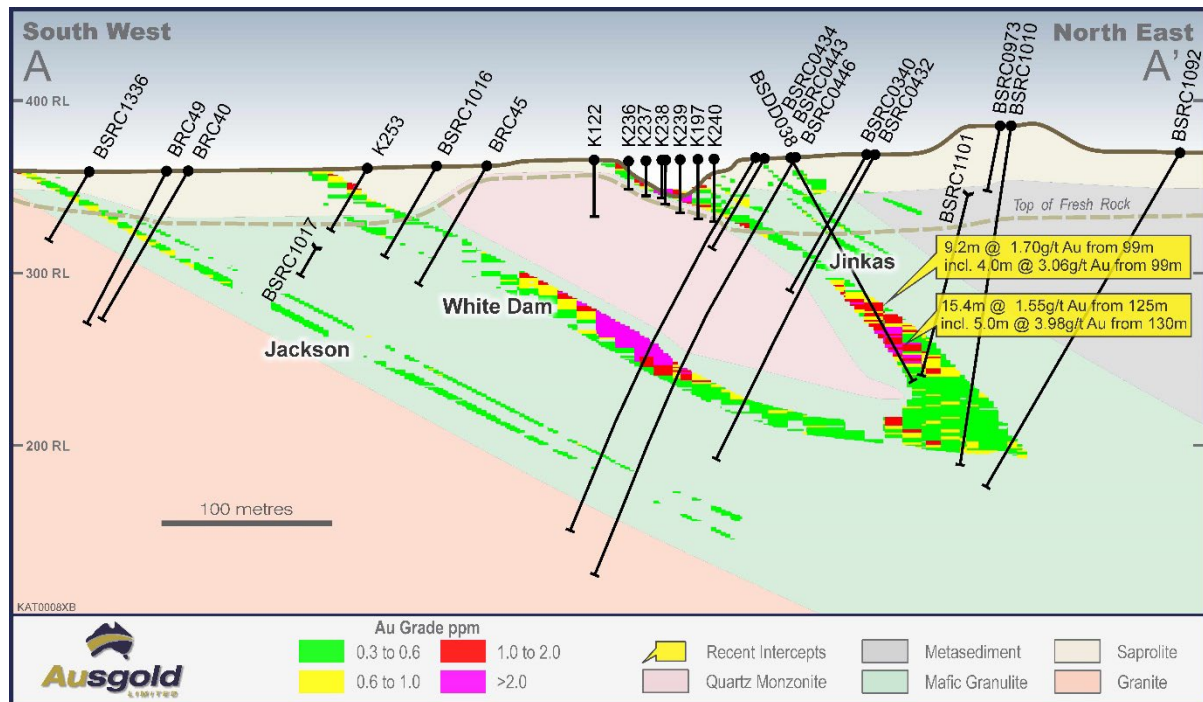 South West
North East
A
A'
400 RL
300 RL
200 RL
BSRC1336
BRC49
BRC40
K253
BSRC1016
BRC45
K122
K236
K237
K238
K239
K197
K240
BSDD038
BSRC0434
BSRC0443
BSRC0446
BSRC0340
BSRC0432
BSRC0973
BSRC1010
BSRC1092
BSRC1101
BSRC1017
Top of Fresh Rock
9.2m @ 1.70g/t Au from 99m
incl. 4.0m @ 3.06g/t Au from 99m
15.4m @ 1.55g/t Au from 125m
incl. 5.0m @ 3.98g/t Au from 130m
Jinkas
White Dam
Jackson
100 metres
KAT0008XB
Ausgold
LIMITED
Au Grade ppm
0.3 to 0.6
1.0 to 2.0
0.6 to 1.0
>2.0
Recent Intercepts
Metasediment
Saprolite
Quartz Monzonite
Mafic Granulite
Granite